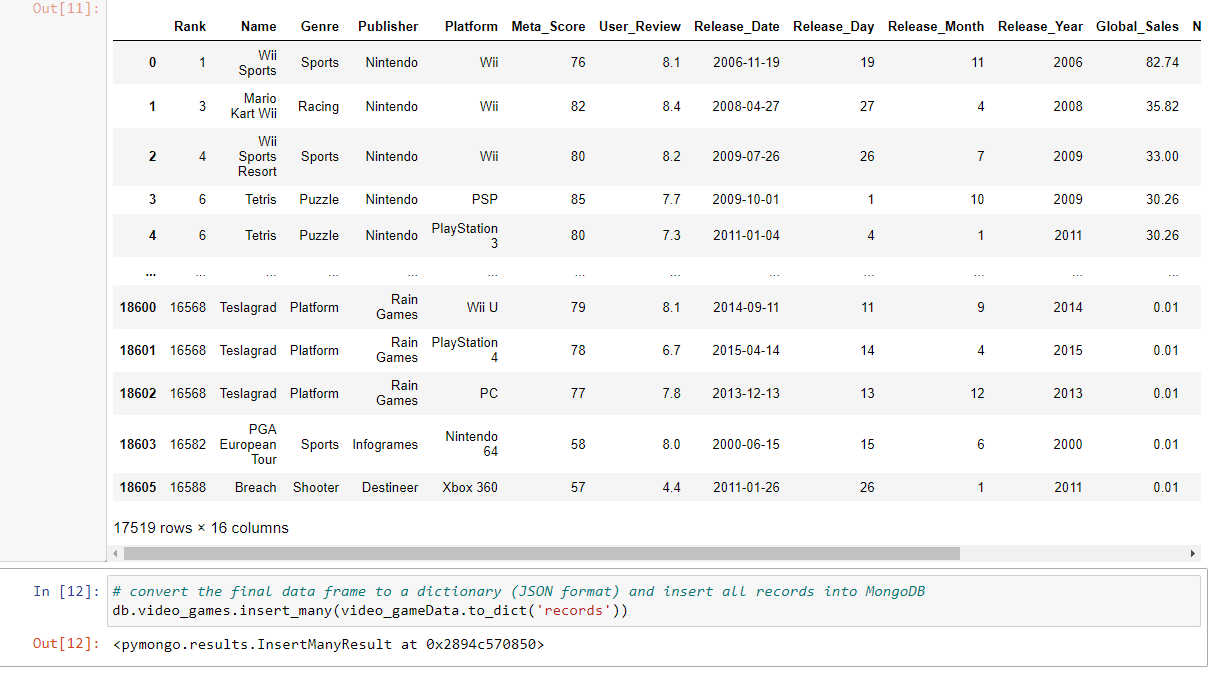 Out[11]:
Rank Name Genre Publisher Platform Meta_Score User_Review Release_Date Release_Day Release_Month Release_Year Global_Sales N
0 1 Wii Sports Sports Nintendo Wii 76 8.1 2006-11-19 19 11 2006 82.74
1 3 Mario Kart Wii Racing Nintendo Wii 82 8.4 2008-04-27 27 4 2008 35.82
2 4 Wii Sports Resort Sports Nintendo Wii 80 8.2 2009-07-26 26 7 2009 33.00
3 6 Tetris Puzzle Nintendo PSP 85 7.7 2009-10-01 1 10 2009 30.26
4 6 Tetris Puzzle Nintendo PlayStation 3 80 7.3 2011-01-04 4 1 2011 30.26
... ... ... ... ... ... ... ... ... ... ... ... ...
18600 16568 Teslagrad Platform Rain Games Wii U 79 8.1 2014-09-11 11 9 2014 0.01
18601 16568 Teslagrad Platform Rain Games PlayStation 4 78 6.7 2015-04-14 14 4 2015 0.01
18602 16568 Teslagrad Platform Rain Games PC 77 7.8 2013-12-13 13 12 2013 0.01
18603 16582 PGA European Tour Sports Infogrames Nintendo 64 58 8.0 2000-06-15 15 6 2000 0.01
18605 16588 Breach Shooter Destineer Xbox 360 57 4.4 2011-01-26 26 1 2011 0.01
17519 rows × 16 columns
In [12]:
# convert the final data frame to a dictionary (JSON format) and insert all records into MongoDB
db.video_games.insert_many(video_gameData.to_dict('records'))
Out[12]:
<pymongo.results.InsertManyResult at 0x2894c570850>